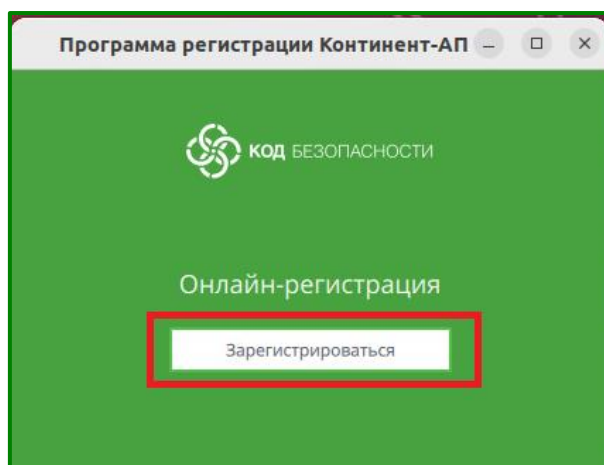 Программа регистрации Континент-АП
КОД БЕЗОПАСНОСТИ
Онлайн-регистрация
Зарегистрироваться